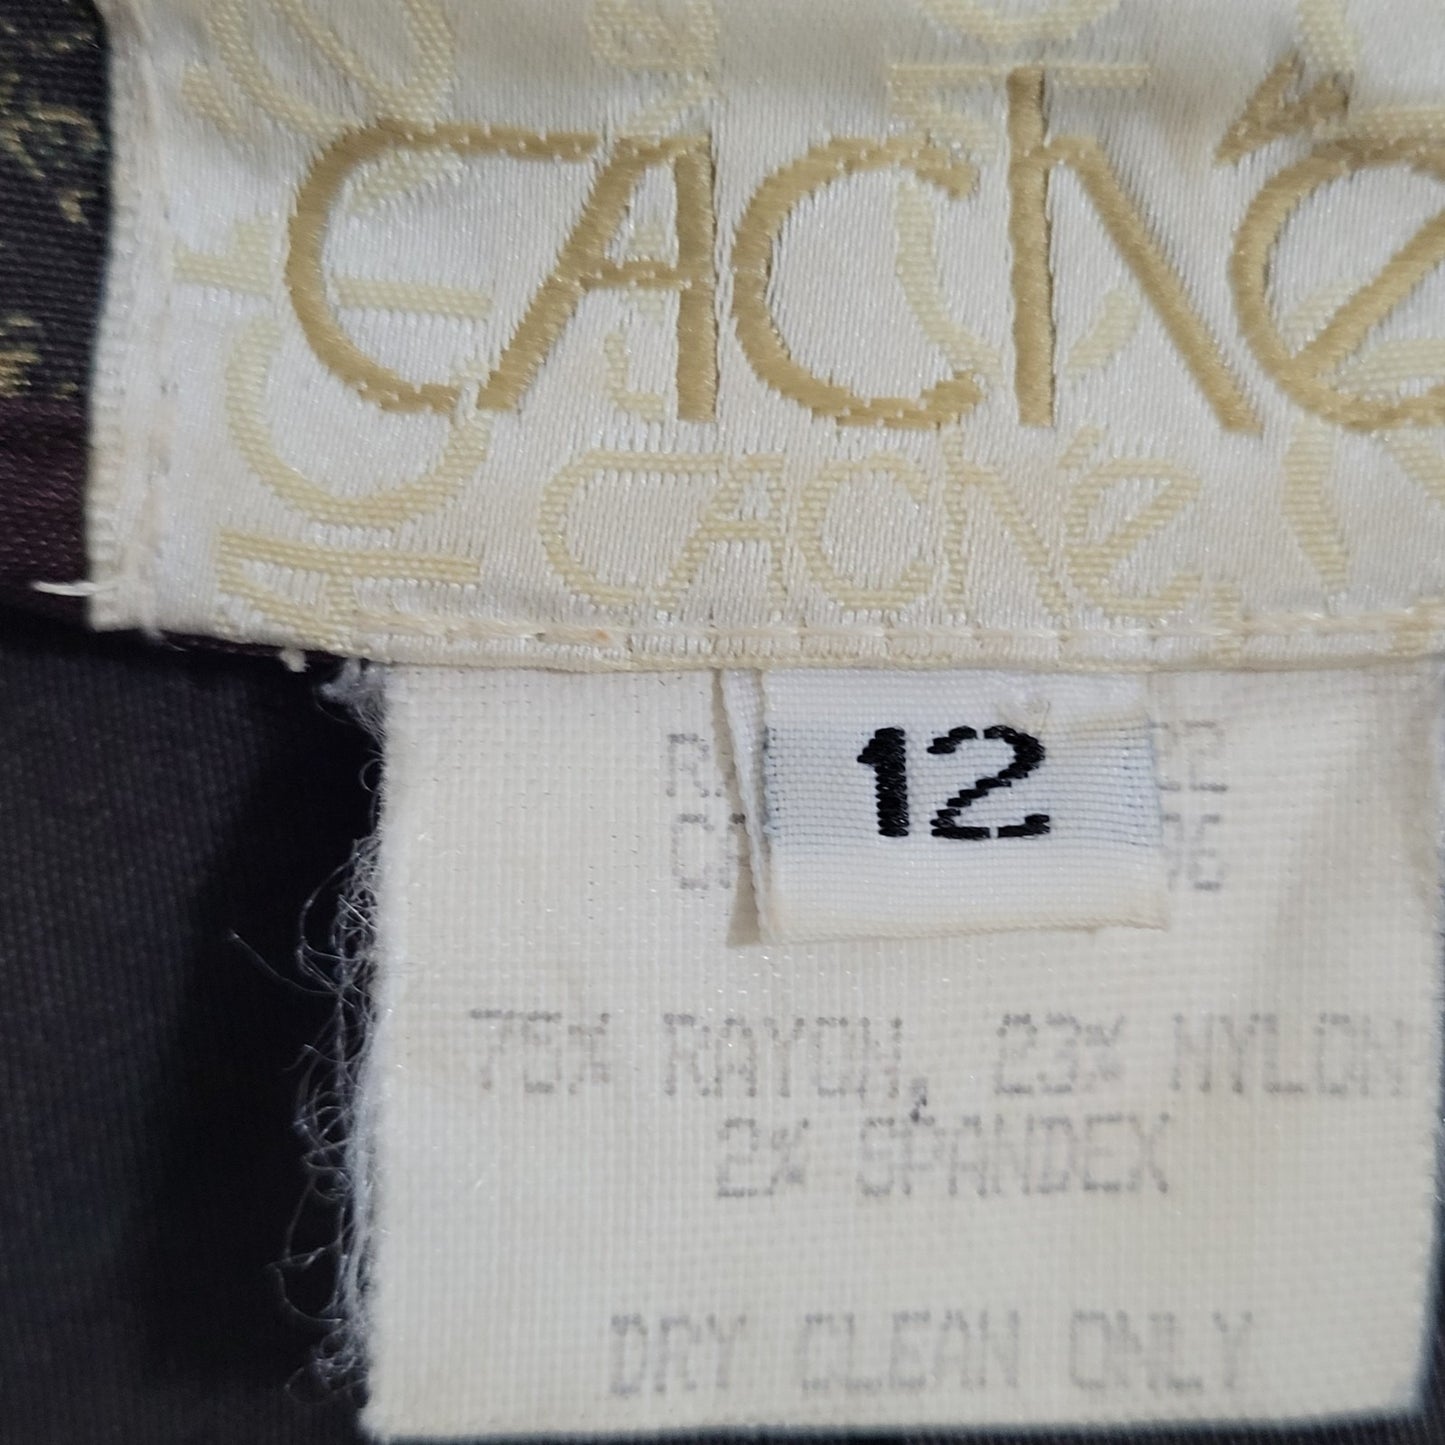 CAChé
CAChé
12
75% RAYON, 23% NYLON
2% SPANDEX
DRY CLEAN ONLY